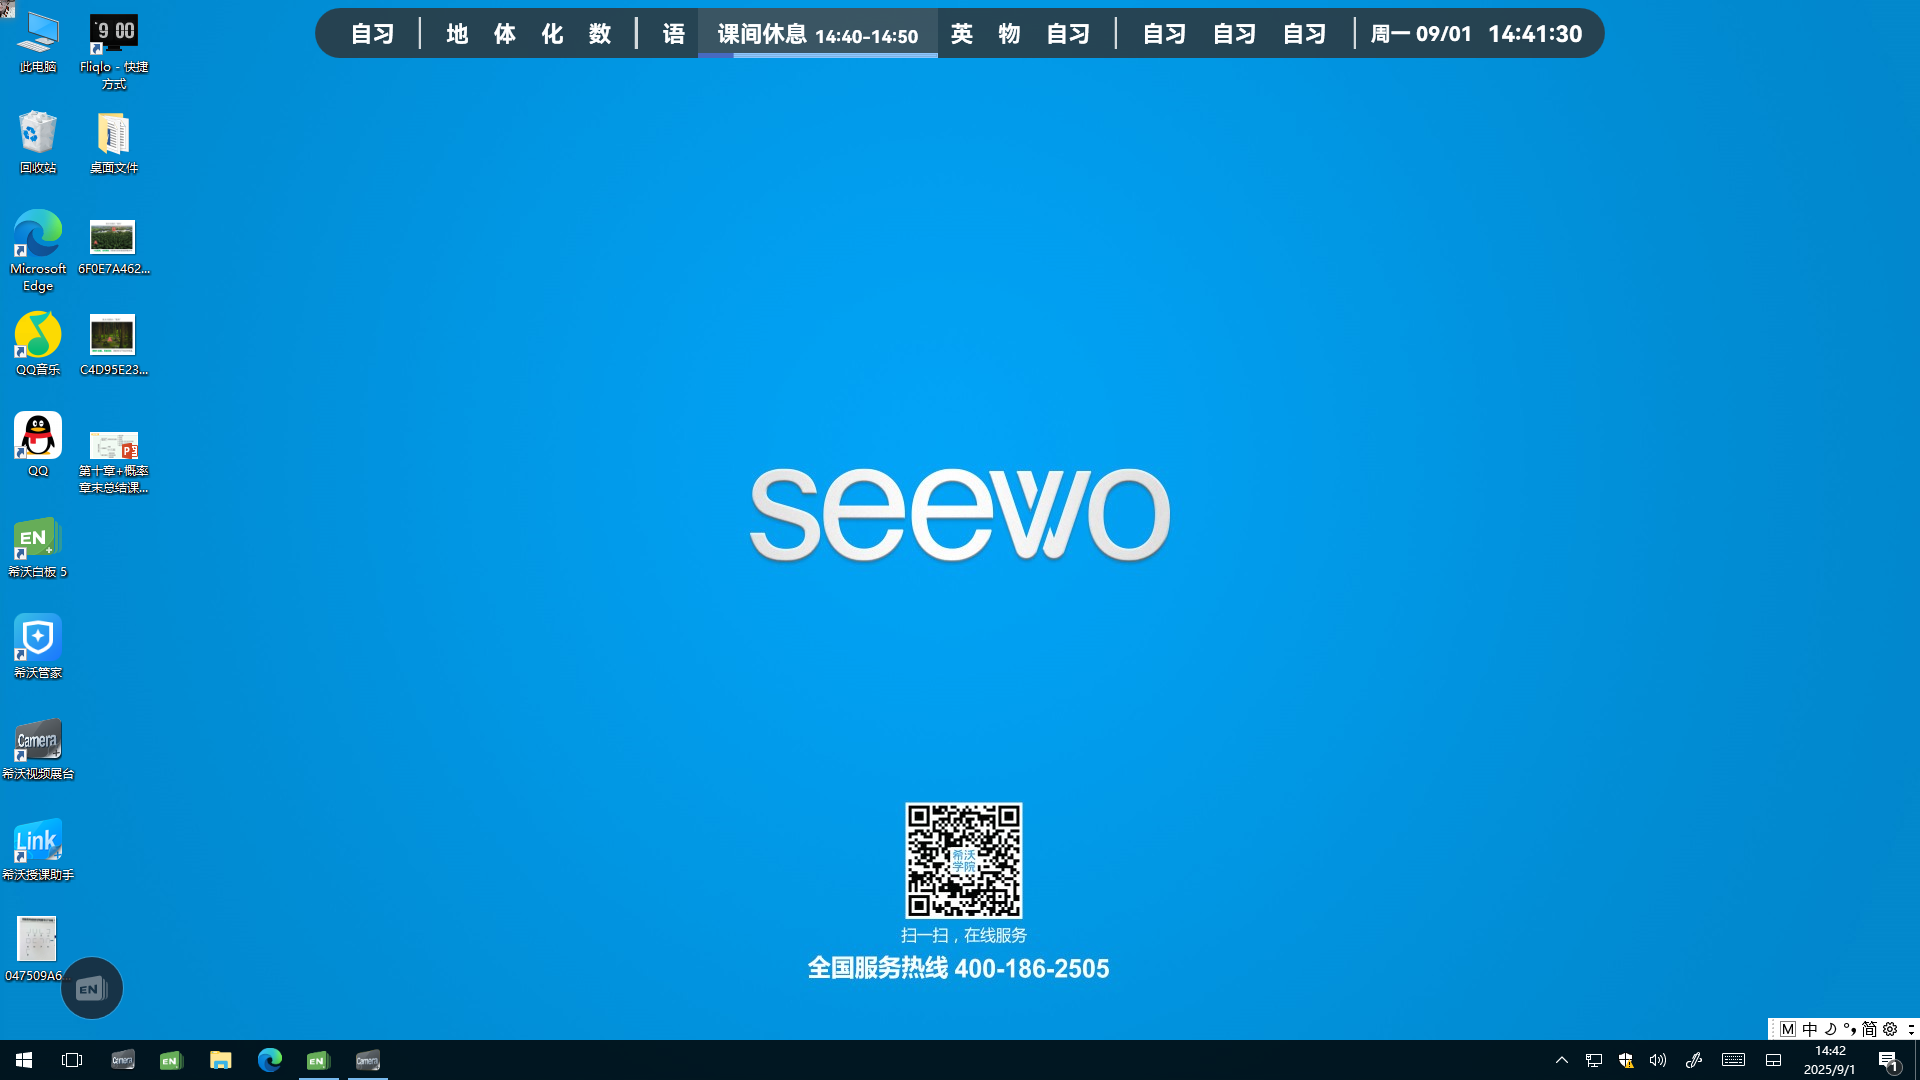 自习 | 地 体 化 数 | 语 课间休息 14:40-14:50 英 物 自习 | 自习 自习 自习 | 周一 09/01 14:41:30
此电脑
9 00
Fliqlo - 快捷
方式
回收站
桌面文件
Microsoft
Edge
6F0E7A462...
QQ音乐
C4D95E23...
QQ
第十章+概率
章末总结课...
EN
希沃白板 5
希沃管家
Camera
希沃视频展台
Link
希沃授课助手
047509A6...
EN
seewo
希沃
学院
扫一扫，在线服务
全国服务热线 400-186-2505
M 中 简
Camera EN EN Camera
14:42
2025/9/1
1